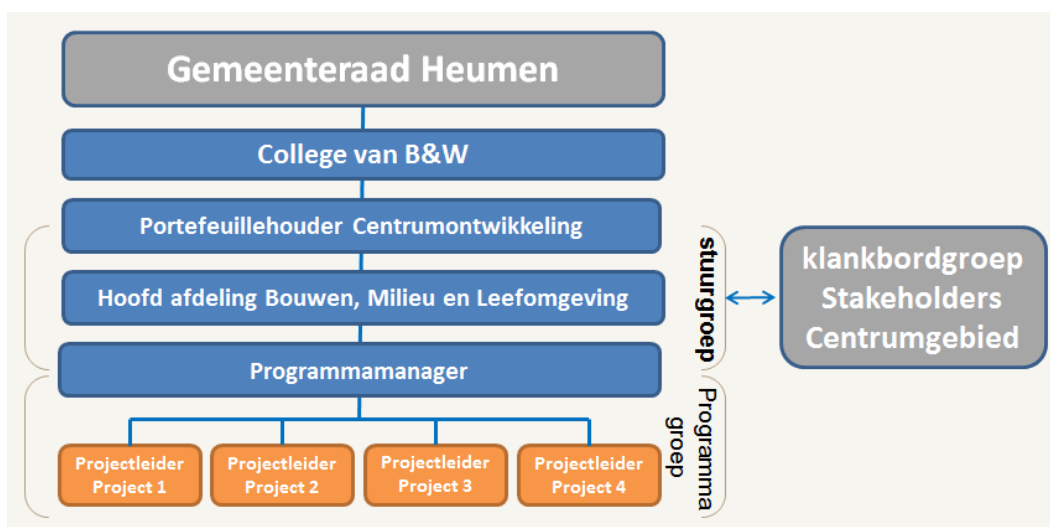 Gemeenteraad Heumen
College van B&W
Portefeuillehouder Centrumontwikkeling
Hoofd afdeling Bouwen, Milieu en Leefomgeving
Programmamanager
stuurgroep
klankbordgroep
Stakeholders
Centrumgebied
Projectleider
Project 1
Projectleider
Project 2
Projectleider
Project 3
Projectleider
Project 4
Programma
groep